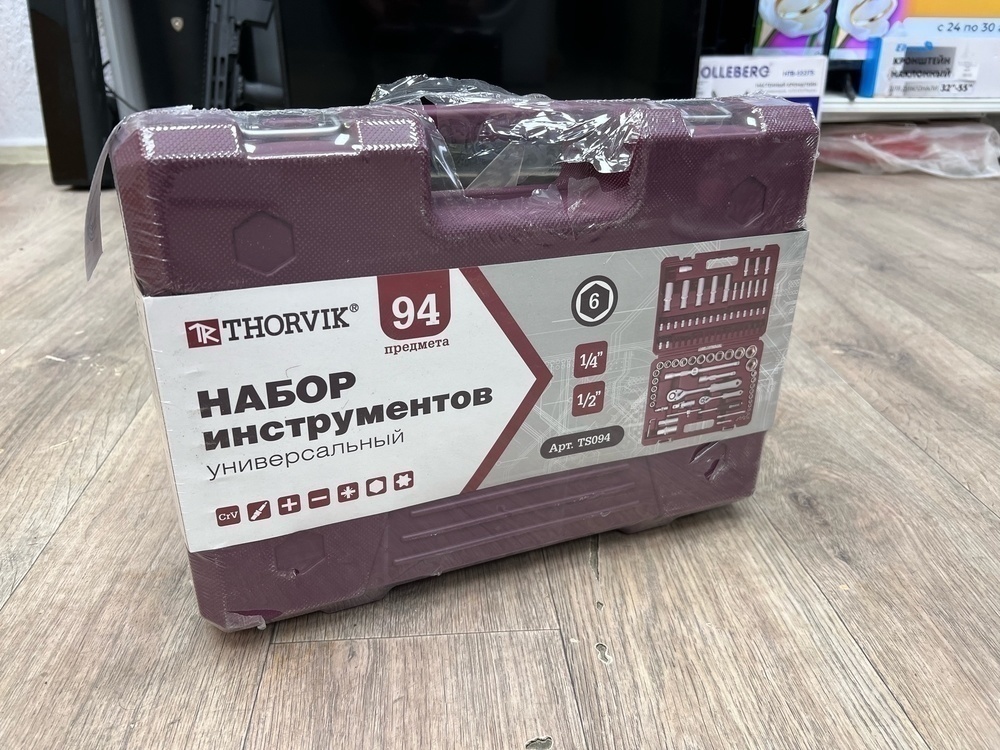 с 24 по 30
OLLEBERG
КРОНШТЕЙН
НАКЛОННЫЙ
32"-55"
THORVIK®
94
предмета
НАБОР
инструментов
универсальный
CrV
6
1/4"
1/2"
Арт. TS094